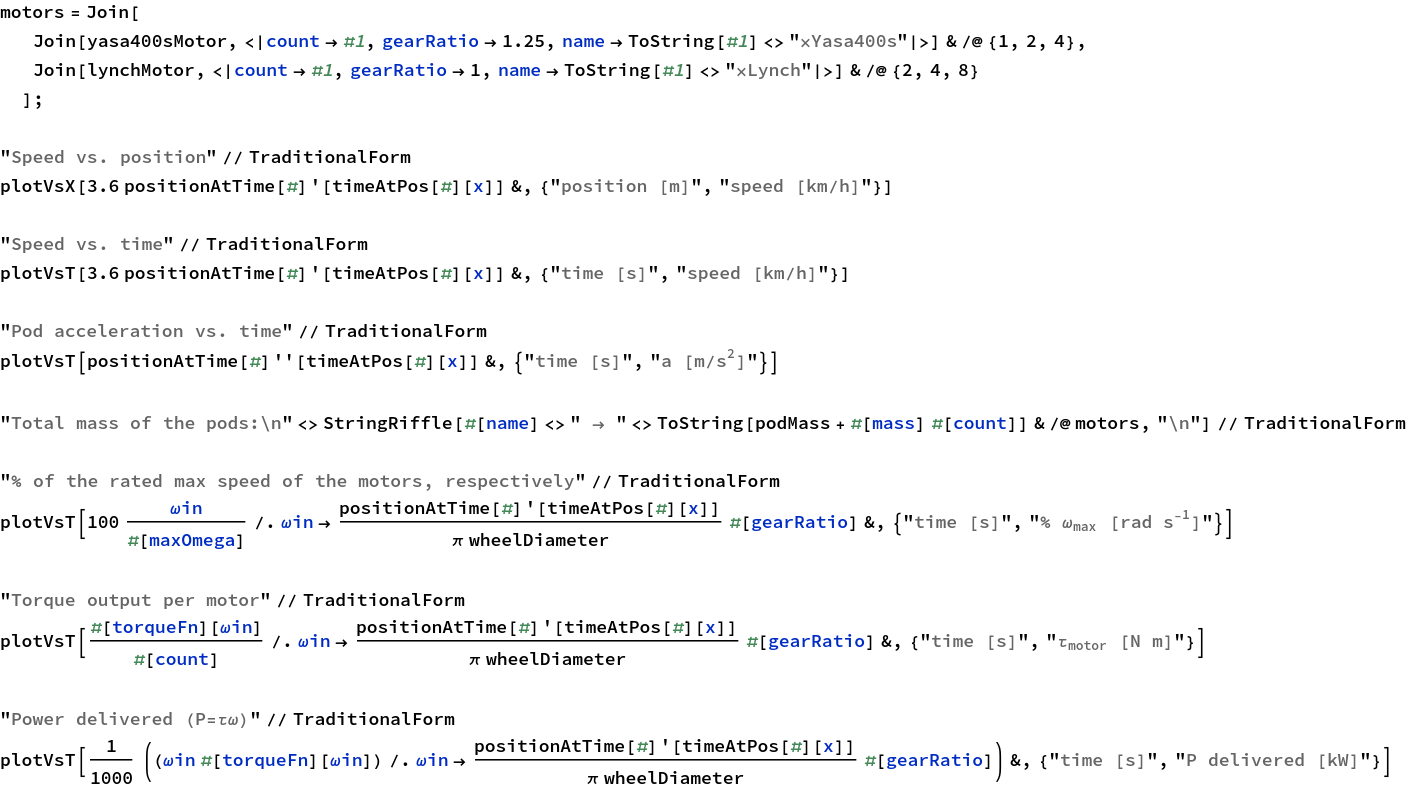 motors = Join[
Join[yasa400sMotor, <|count → #1, gearRatio → 1.25, name → ToString[#1] <> "×Yasa400s"|>] & /@ {1, 2, 4},
Join[lynchMotor, <|count → #1, gearRatio → 1, name → ToString[#1] <> "×Lynch"|>] & /@ {2, 4, 8}
];
"Speed vs. position" // TraditionalForm
plotVsX[3.6 positionAtTime[#]'[timeAtPos[#][x]] &, {"position [m]", "speed [km/h]"}]
"Speed vs. time" // TraditionalForm
plotVsT[3.6 positionAtTime[#]'[timeAtPos[#][x]] &, {"time [s]", "speed [km/h]"}]
"Pod acceleration vs. time" // TraditionalForm
plotVsT[positionAtTime[#]''[timeAtPos[#][x]] &, {"time [s]", "a [m/s²]"}]
"Total mass of the pods:\n" <> StringRiffle[#[name] <> " → " <> ToString[podMass + #[mass] #[count]] & /@ motors, "\n"] // TraditionalForm
"% of the rated max speed of the motors, respectively" // TraditionalForm
plotVsT[100 ωin / #[maxOmega] /. ωin → positionAtTime[#]'[timeAtPos[#][x]] / π wheelDiameter #[gearRatio] &, {"time [s]", "% ωmax [rad s⁻¹]"}]
"Torque output per motor" // TraditionalForm
plotVsT[#[torqueFn][ωin] / #[count] /. ωin → positionAtTime[#]'[timeAtPos[#][x]] / π wheelDiameter #[gearRatio] &, {"time [s]", "τmotor [N m]"}]
"Power delivered (P=τω)" // TraditionalForm
plotVsT[1 / 1000 ((ωin #[torqueFn][ωin]) /. ωin → positionAtTime[#]'[timeAtPos[#][x]] / π wheelDiameter #[gearRatio]) &, {"time [s]", "P delivered [kW]"}]